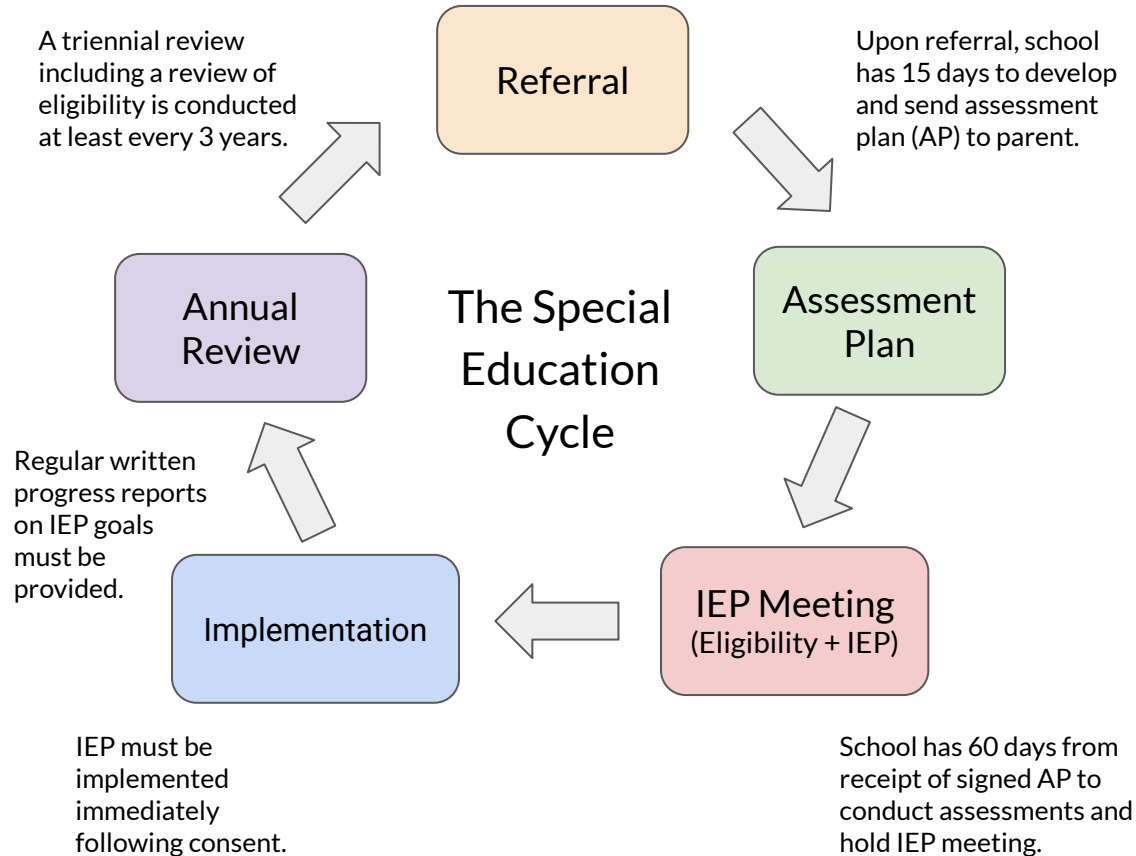 A triennial review
including a review of
eligibility is conducted
at least every 3 years.
Referral
Upon referral, school
has 15 days to develop
and send assessment
plan (AP) to parent.
Annual
Review
The Special
Education
Cycle
Assessment
Plan
Regular written
progress reports
on IEP goals
must be
provided.
Implementation
IEP Meeting
(Eligibility + IEP)
IEP must be
implemented
immediately
following consent.
School has 60 days from
receipt of signed AP to
conduct assessments and
hold IEP meeting.